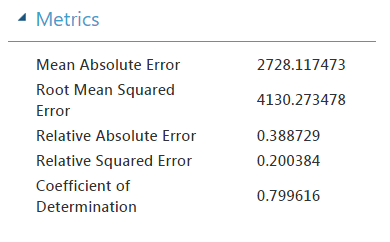 Metrics
Mean Absolute Error 2728.117473
Root Mean Squared
Error 4130.273478
Relative Absolute Error 0.388729
Relative Squared Error 0.200384
Coefficient of
Determination 0.799616